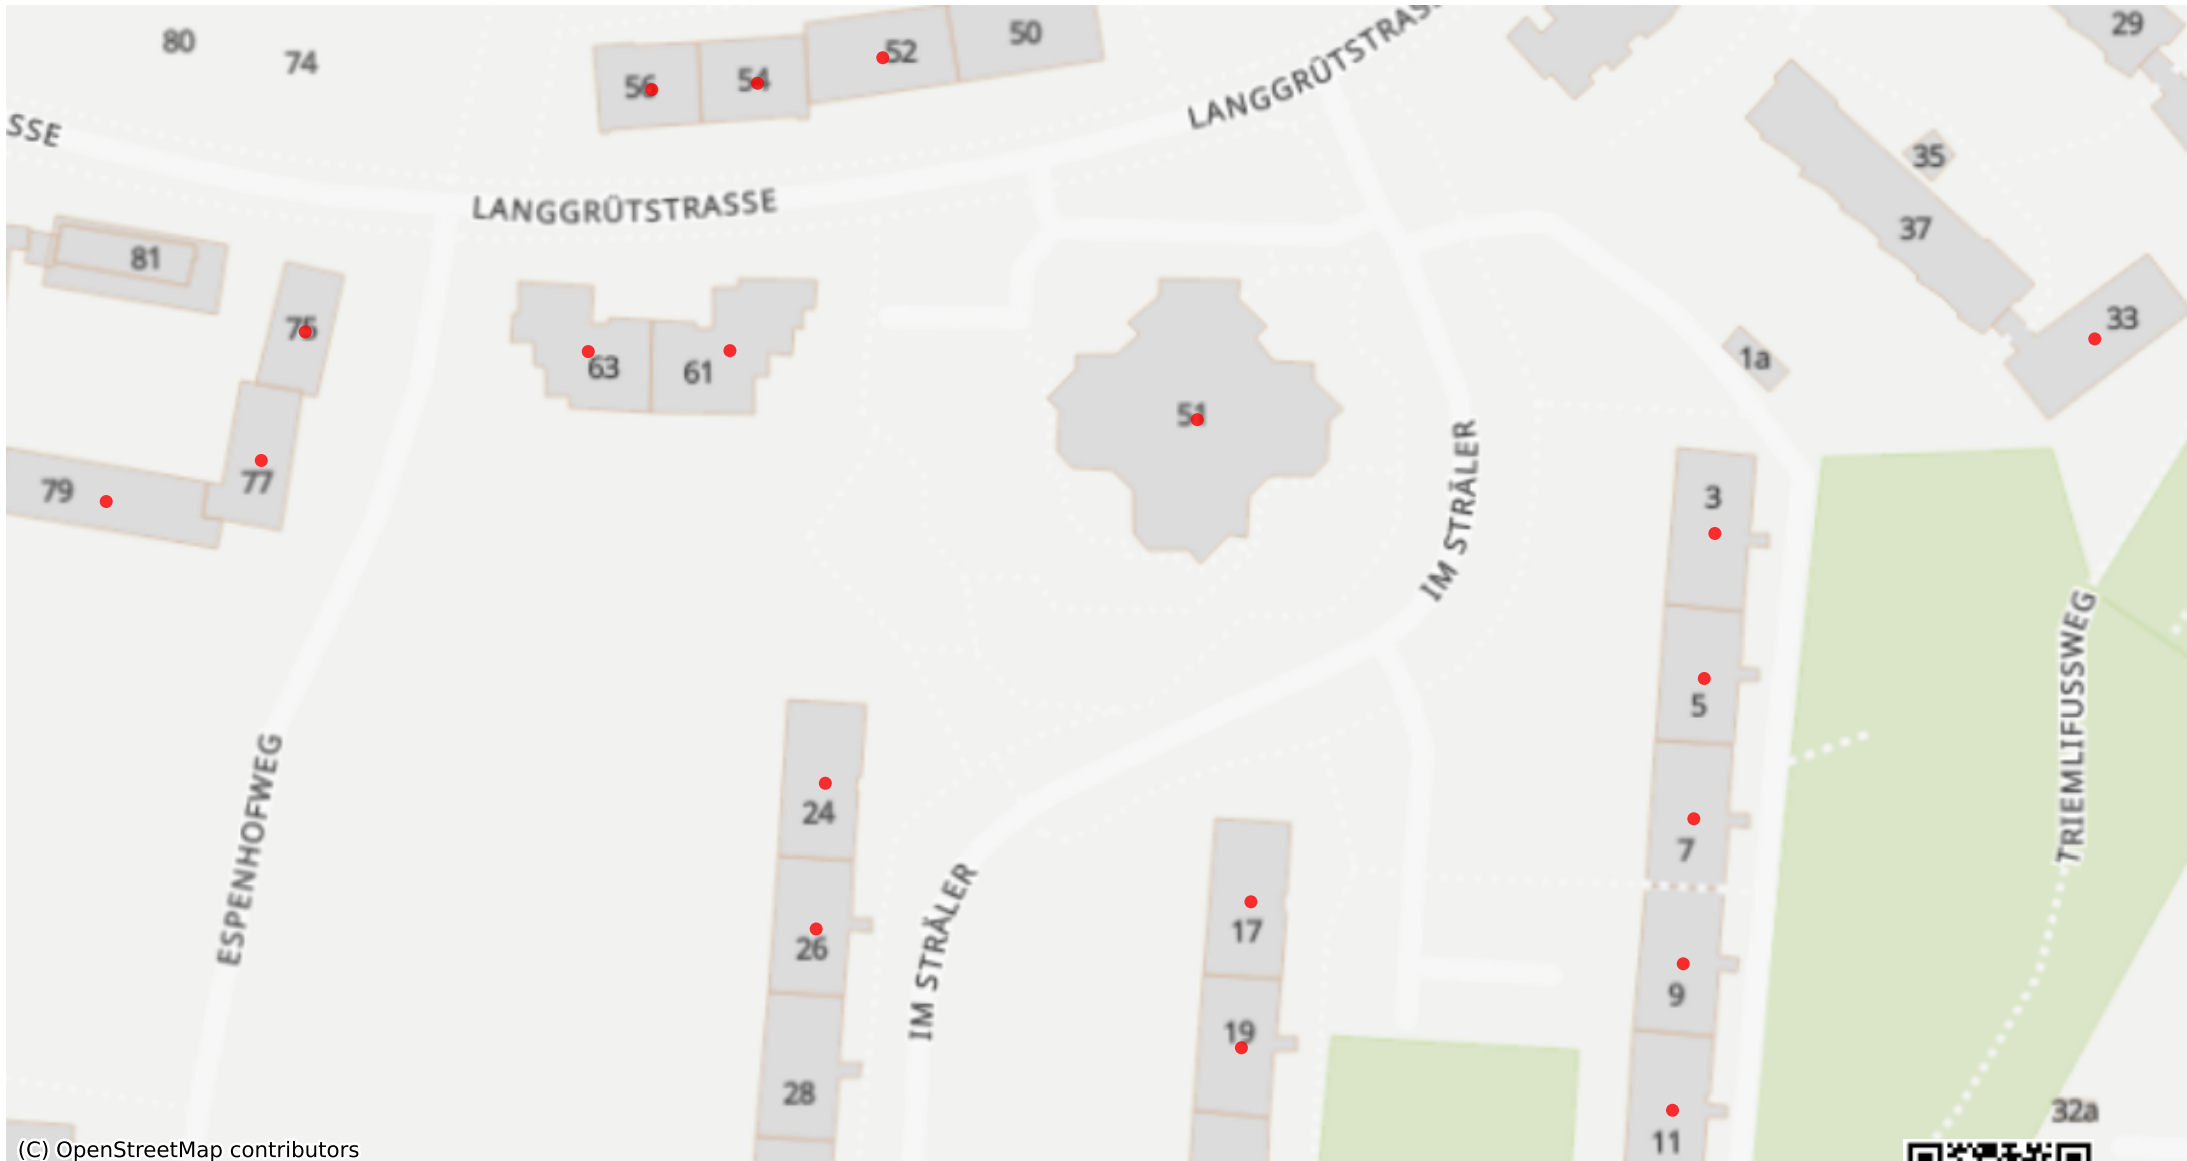 80
74
56
54
52
50
LANGGRÜTSTRAS
29
SSE
35
LANGGRÜTSTRASSE
37
81
75
63
61
33
1a
51
79
77
3
IM STRÄLER
5
TRIEMLIFUSSWEG
24
7
ESPENHOFWEG
26
17
IM STRÄLER
9
19
28
11
32a
(C) OpenStreetMap contributors